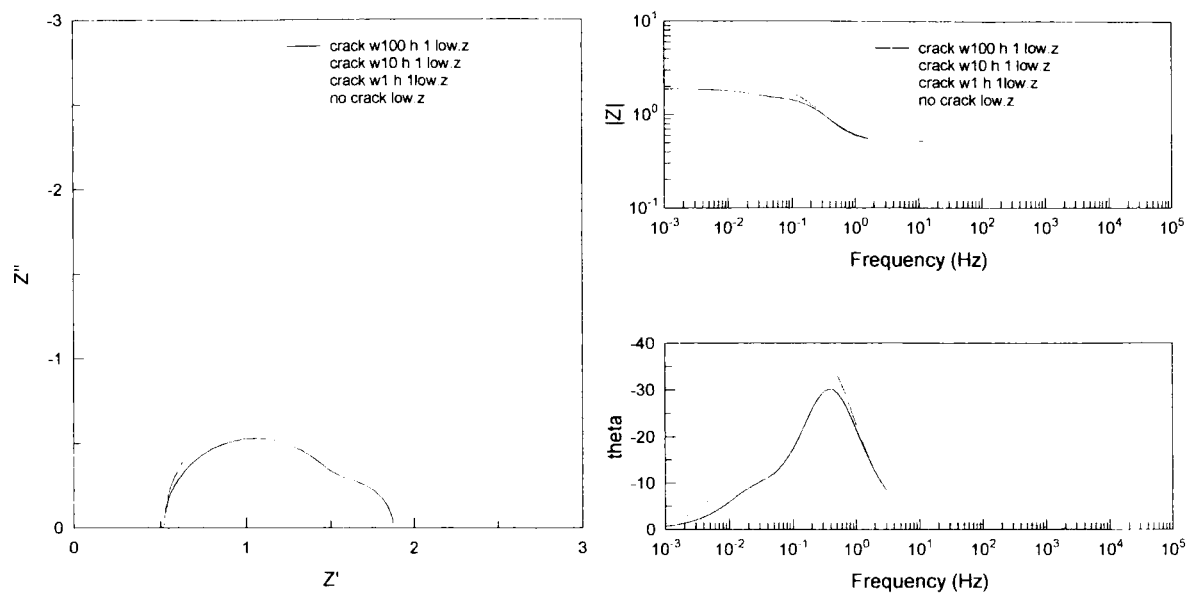 -3
-2
-1
0
Z"
0
1
2
3
Z'
crack w100 h 1 low.z
crack w10 h 1 low.z
crack w1 h 1low.z
no crack low.z
10^1
10^0
10^-1
|Z|
crack w100 h 1 low.z
crack w10 h 1 low.z
crack w1 h 1low.z
no crack low.z
10^-3 10^-2 10^-1 10^0 10^1 10^2 10^3 10^4 10^5
Frequency (Hz)
-40
-30
-20
-10
0
theta
10^-3 10^-2 10^-1 10^0 10^1 10^2 10^3 10^4 10^5
Frequency (Hz)